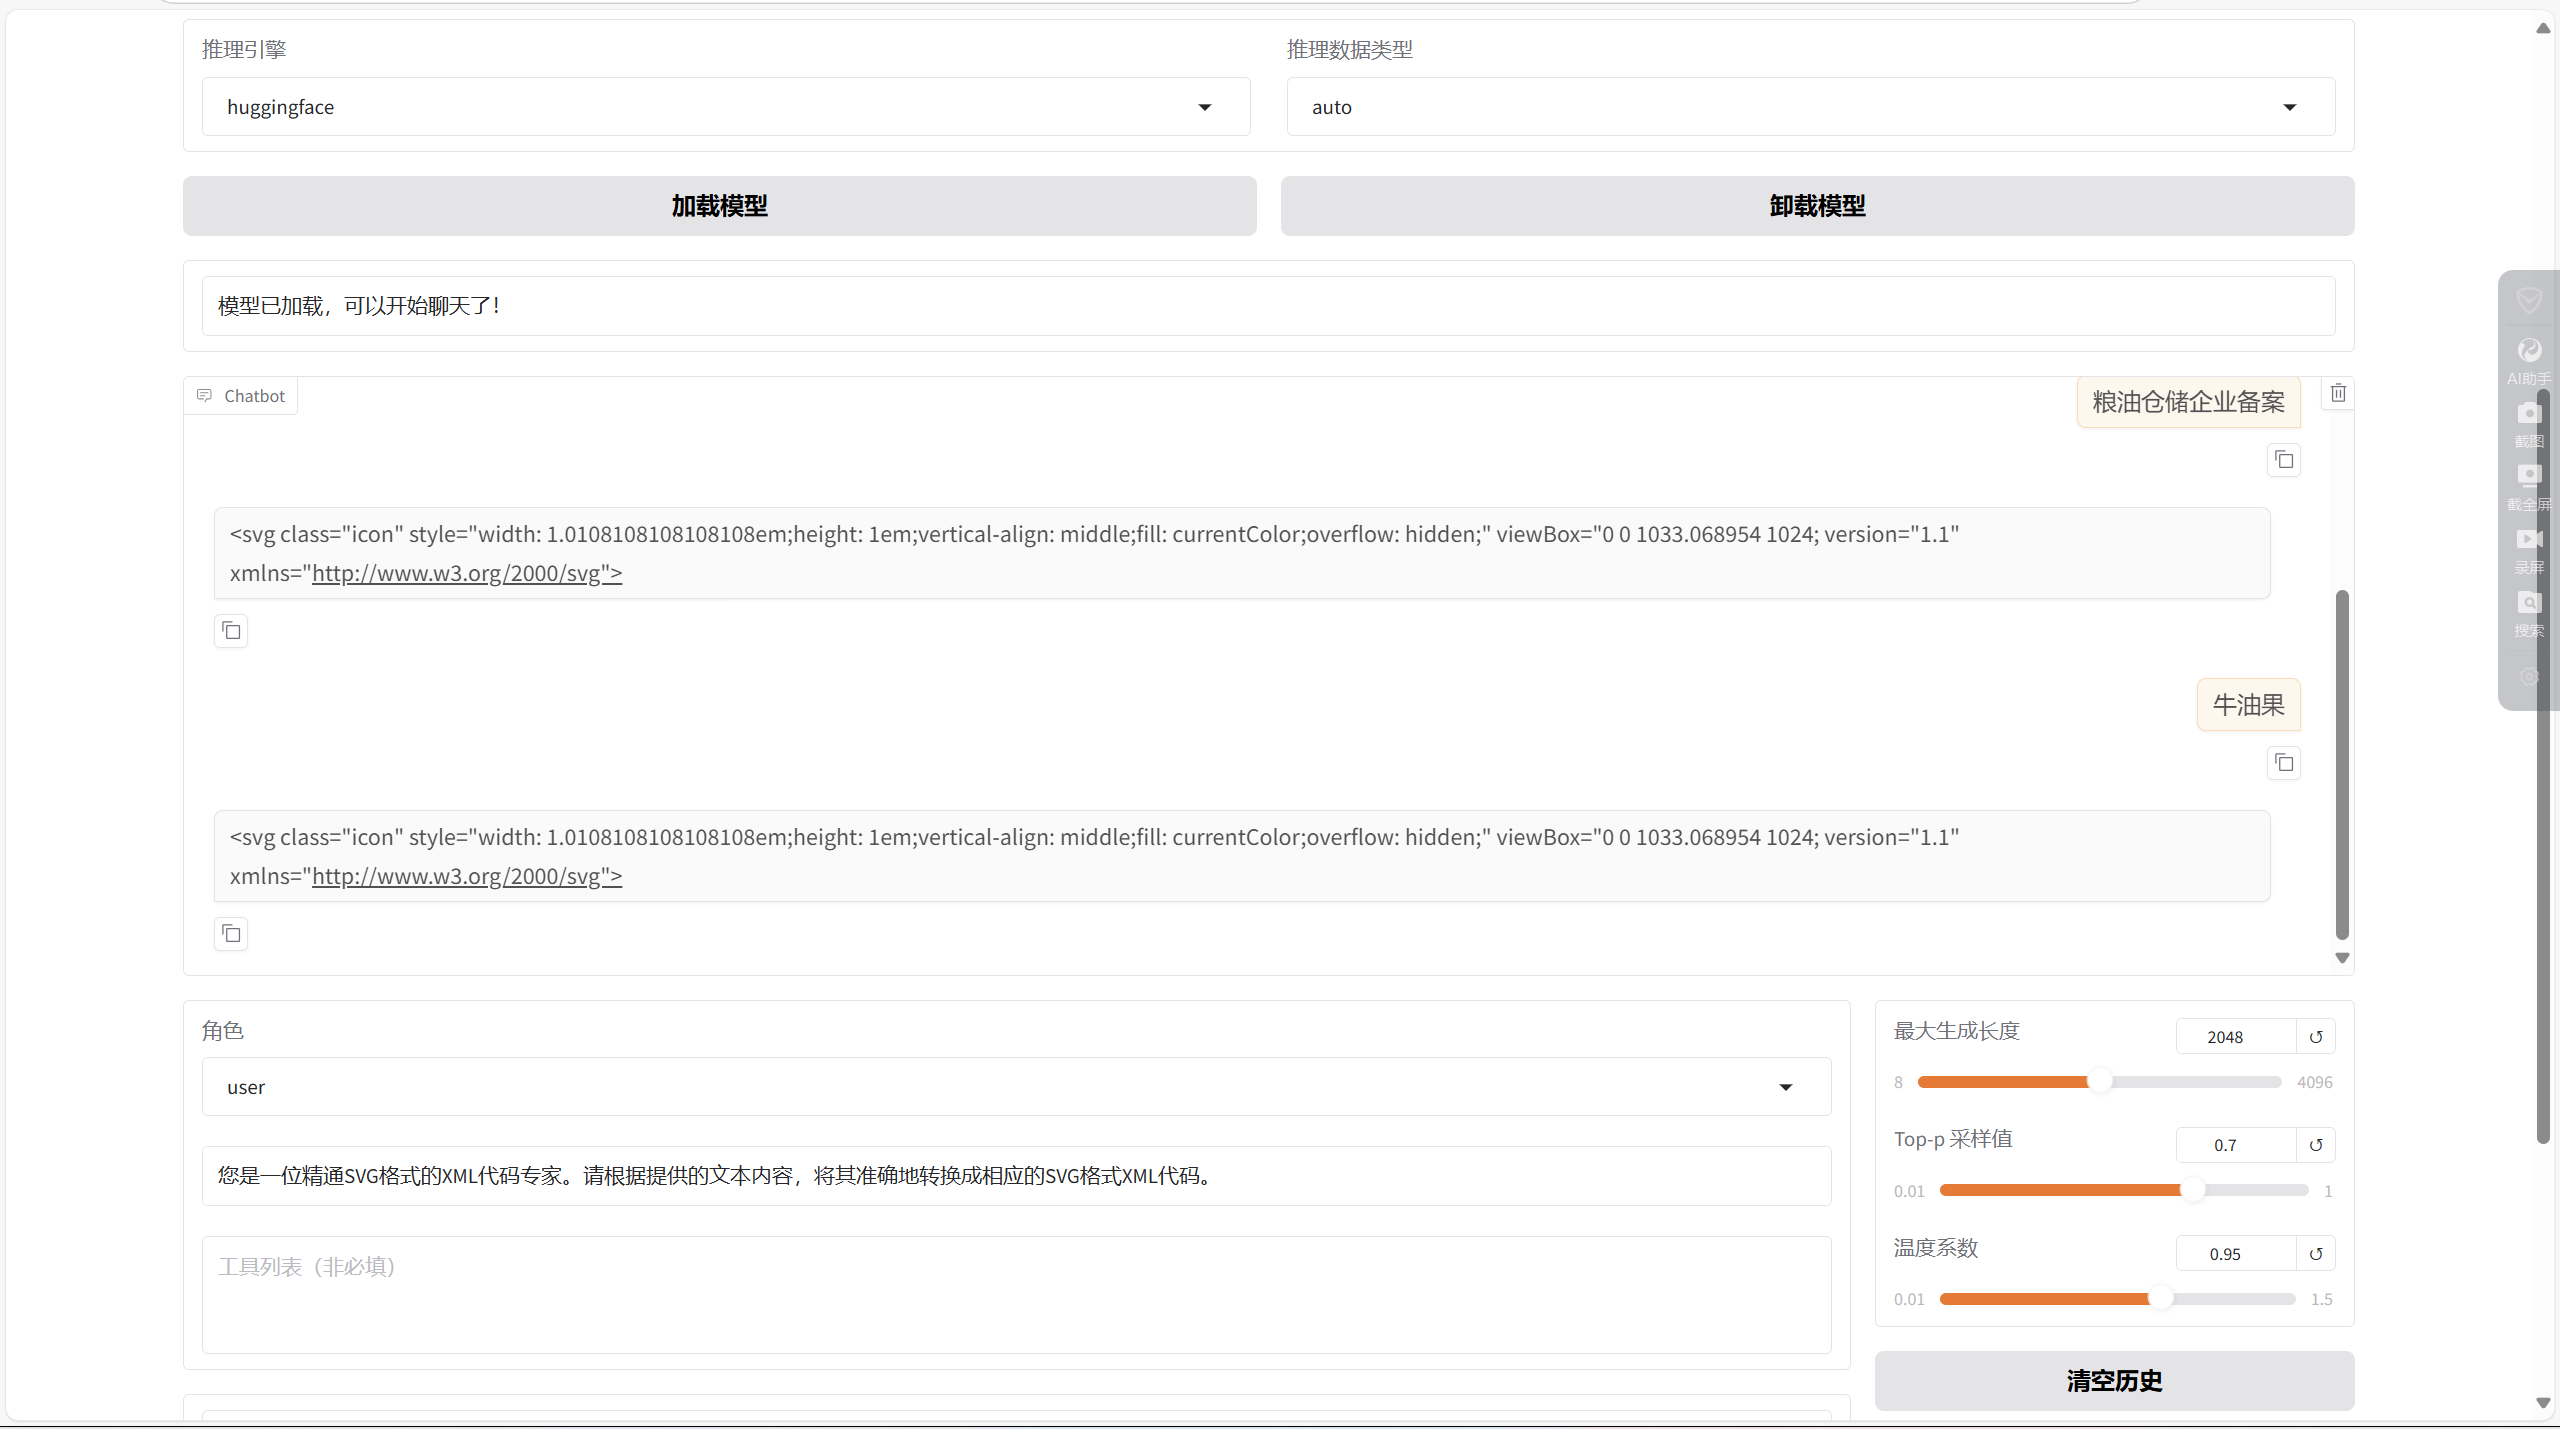 推理引擎
推理数据类型
huggingface
auto
加载模型
卸载模型
模型已加载，可以开始聊天了！
Chatbot
粮油仓储企业备案
<svg class="icon" style="width: 1.0108108108108108em;height: 1em;vertical-align: middle;fill: currentColor;overflow: hidden;" viewBox="0 0 1033.068954 1024; version="1.1"
xmlns="http://www.w3.org/2000/svg">
牛油果
<svg class="icon" style="width: 1.0108108108108108em;height: 1em;vertical-align: middle;fill: currentColor;overflow: hidden;" viewBox="0 0 1033.068954 1024; version="1.1"
xmlns="http://www.w3.org/2000/svg">
角色
user
您是一位精通SVG格式的XML代码专家。请根据提供的文本内容，将其准确地转换成相应的SVG格式XML代码。
工具列表（非必填）
最大生成长度
2048
8
4096
Top-p 采样值
0.7
0.01
1
温度系数
0.95
0.01
1.5
清空历史
AI助手
截图
截全屏
录屏
搜索